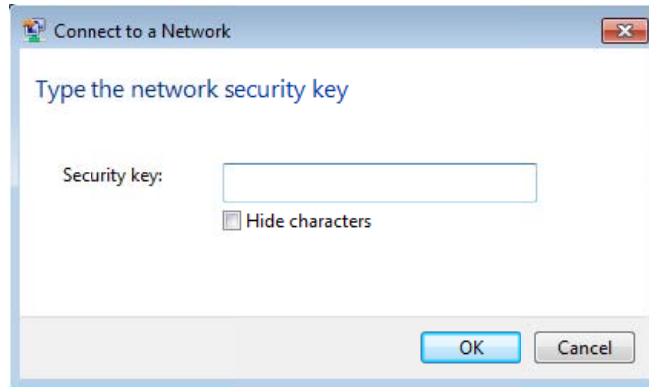 Connect to a Network
Type the network security key
Security key:
Hide characters
OK
Cancel